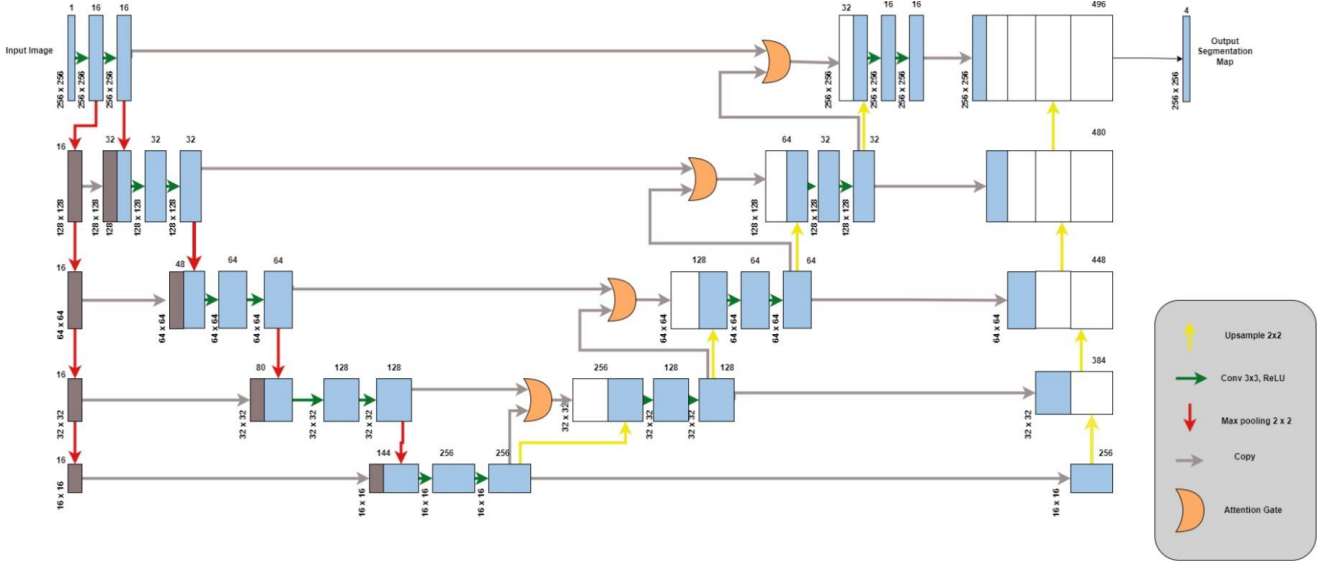 1 16 16 32 16 16 496 4
Input Image
Output
Segmentation
Map
256 x 256 256 x 256 256 x 256 256 x 256 256 x 256 256 x 256 256 x 256 256 x 256
16 32 32 32 64 32 32 480
128 x 128 128 x 128 128 x 128 128 x 128 128 x 128 128 x 128 128 x 128 128 x 128
16 48 64 64 128 64 64 448
64 x 64 64 x 64 64 x 64 64 x 64 64 x 64 64 x 64 64 x 64 64 x 64
16 80 128 128 256 128 128 384
32 x 32 32 x 32 32 x 32 32 x 32 32 x 32 32 x 32 32 x 32 32 x 32
16 144 256 256 256
16 x 16 16 x 16 16 x 16 16 x 16 16 x 16
Upsample 2x2
Conv 3x3, ReLU
Max pooling 2 x 2
Copy
Attention Gate